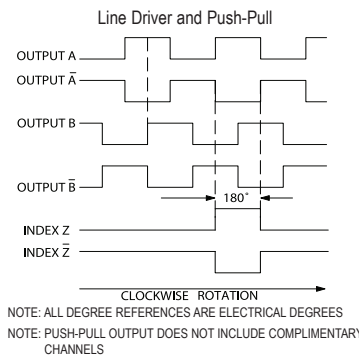 Line Driver and Push-Pull
OUTPUT A
OUTPUT A̅
OUTPUT B
OUTPUT B̅
180°
INDEX Z
INDEX Z̅
CLOCKWISE ROTATION
NOTE: ALL DEGREE REFERENCES ARE ELECTRICAL DEGREES
NOTE: PUSH-PULL OUTPUT DOES NOT INCLUDE COMPLIMENTARY
CHANNELS